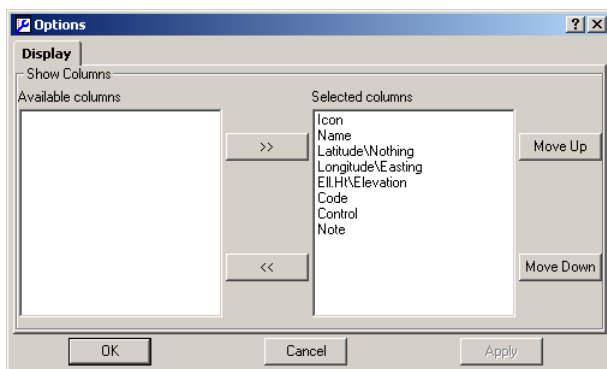 Options
Display
Show Columns
Available columns
Selected columns
Icon
Name
Latitude\Nothing
Longitude\Easting
Ell.Ht\Elevation
Code
Control
Note
>>
<<
Move Up
Move Down
OK
Cancel
Apply